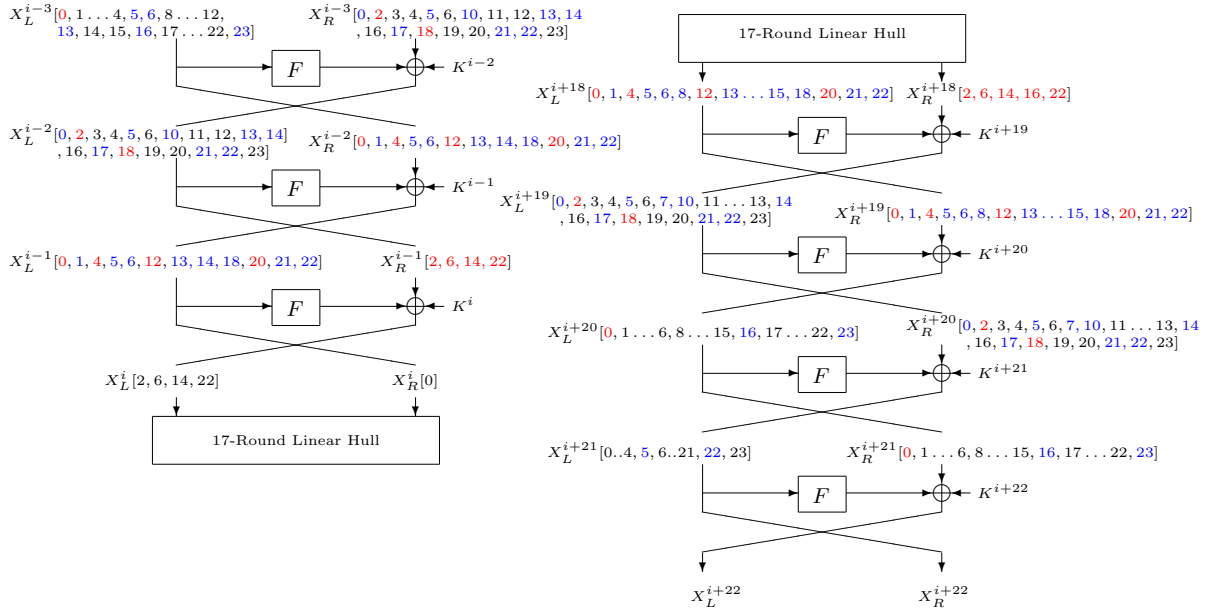 X_L^{i-3}[0, 1 . . . 4, 5, 6, 8 . . . 12,
13, 14, 15, 16, 17 . . . 22, 23]
X_R^{i-3}[0, 2, 3, 4, 5, 6, 10, 11, 12, 13, 14
, 16, 17, 18, 19, 20, 21, 22, 23]
F
K^{i-2}
X_L^{i-2}[0, 2, 3, 4, 5, 6, 10, 11, 12, 13, 14]
, 16, 17, 18, 19, 20, 21, 22, 23]
X_R^{i-2}[0, 1, 4, 5, 6, 12, 13, 14, 18, 20, 21, 22]
F
K^{i-1}
X_L^{i-1}[0, 1, 4, 5, 6, 12, 13, 14, 18, 20, 21, 22]
X_R^{i-1}[2, 6, 14, 22]
F
K^i
X_L^i[2, 6, 14, 22]
X_R^i[0]
17-Round Linear Hull
17-Round Linear Hull
X_L^{i+18}[0, 1, 4, 5, 6, 8, 12, 13 . . . 15, 18, 20, 21, 22]
X_R^{i+18}[2, 6, 14, 16, 22]
F
K^{i+19}
X_L^{i+19}[0, 2, 3, 4, 5, 6, 7, 10, 11 . . . 13, 14
, 16, 17, 18, 19, 20, 21, 22, 23]
X_R^{i+19}[0, 1, 4, 5, 6, 8, 12, 13 . . . 15, 18, 20, 21, 22]
F
K^{i+20}
X_L^{i+20}[0, 1 . . . 6, 8 . . . 15, 16, 17 . . . 22, 23]
X_R^{i+20}[0, 2, 3, 4, 5, 6, 7, 10, 11 . . . 13, 14
, 16, 17, 18, 19, 20, 21, 22, 23]
F
K^{i+21}
X_L^{i+21}[0..4, 5, 6..21, 22, 23]
X_R^{i+21}[0, 1 . . . 6, 8 . . . 15, 16, 17 . . . 22, 23]
F
K^{i+22}
X_L^{i+22}
X_R^{i+22}